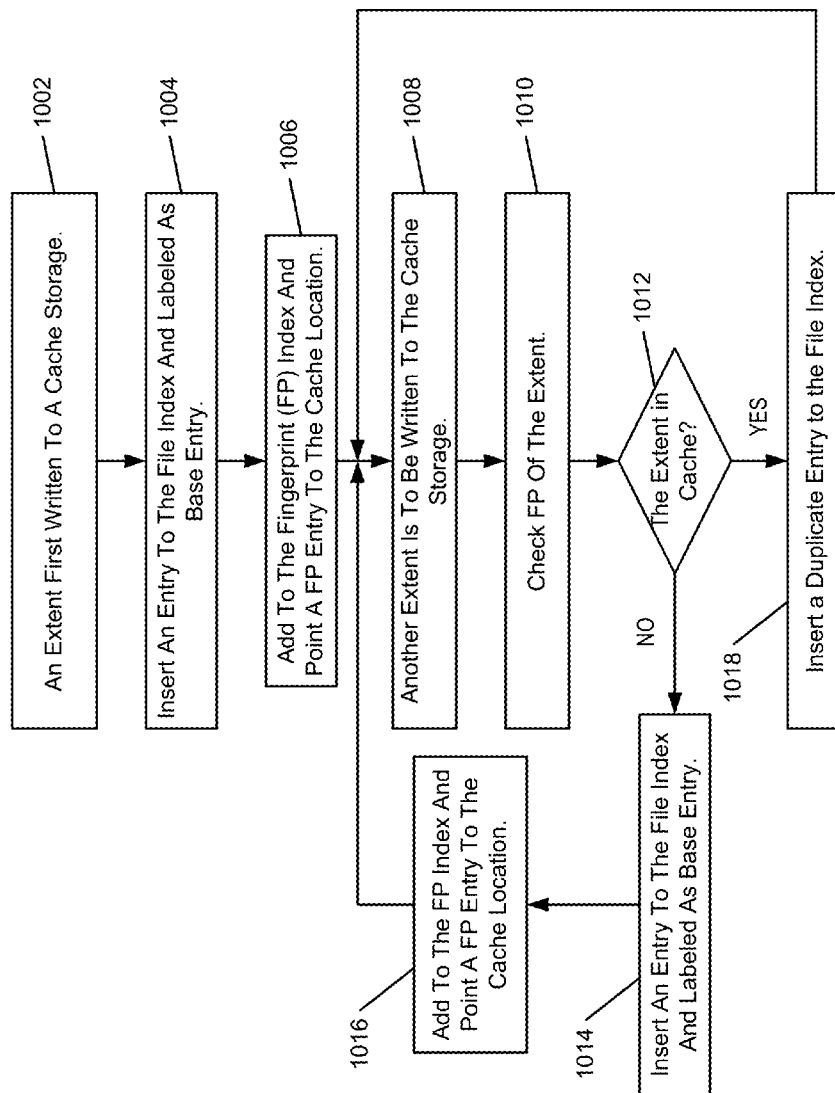 An Extent First Written To A Cache Storage.
1002
Insert An Entry To The File Index And Labeled As
Base Entry.
1004
Add To The Fingerprint (FP) Index And
Point A FP Entry To The Cache Location.
1006
Another Extent Is To Be Written To The Cache
Storage.
1008
Check FP Of The Extent.
1010
The Extent in
Cache?
1012
NO
YES
Insert An Entry To The File Index
And Labeled As Base Entry.
1014
Add To The FP Index And
Point A FP Entry To The
Cache Location.
1016
Insert a Duplicate Entry to the File Index.
1018